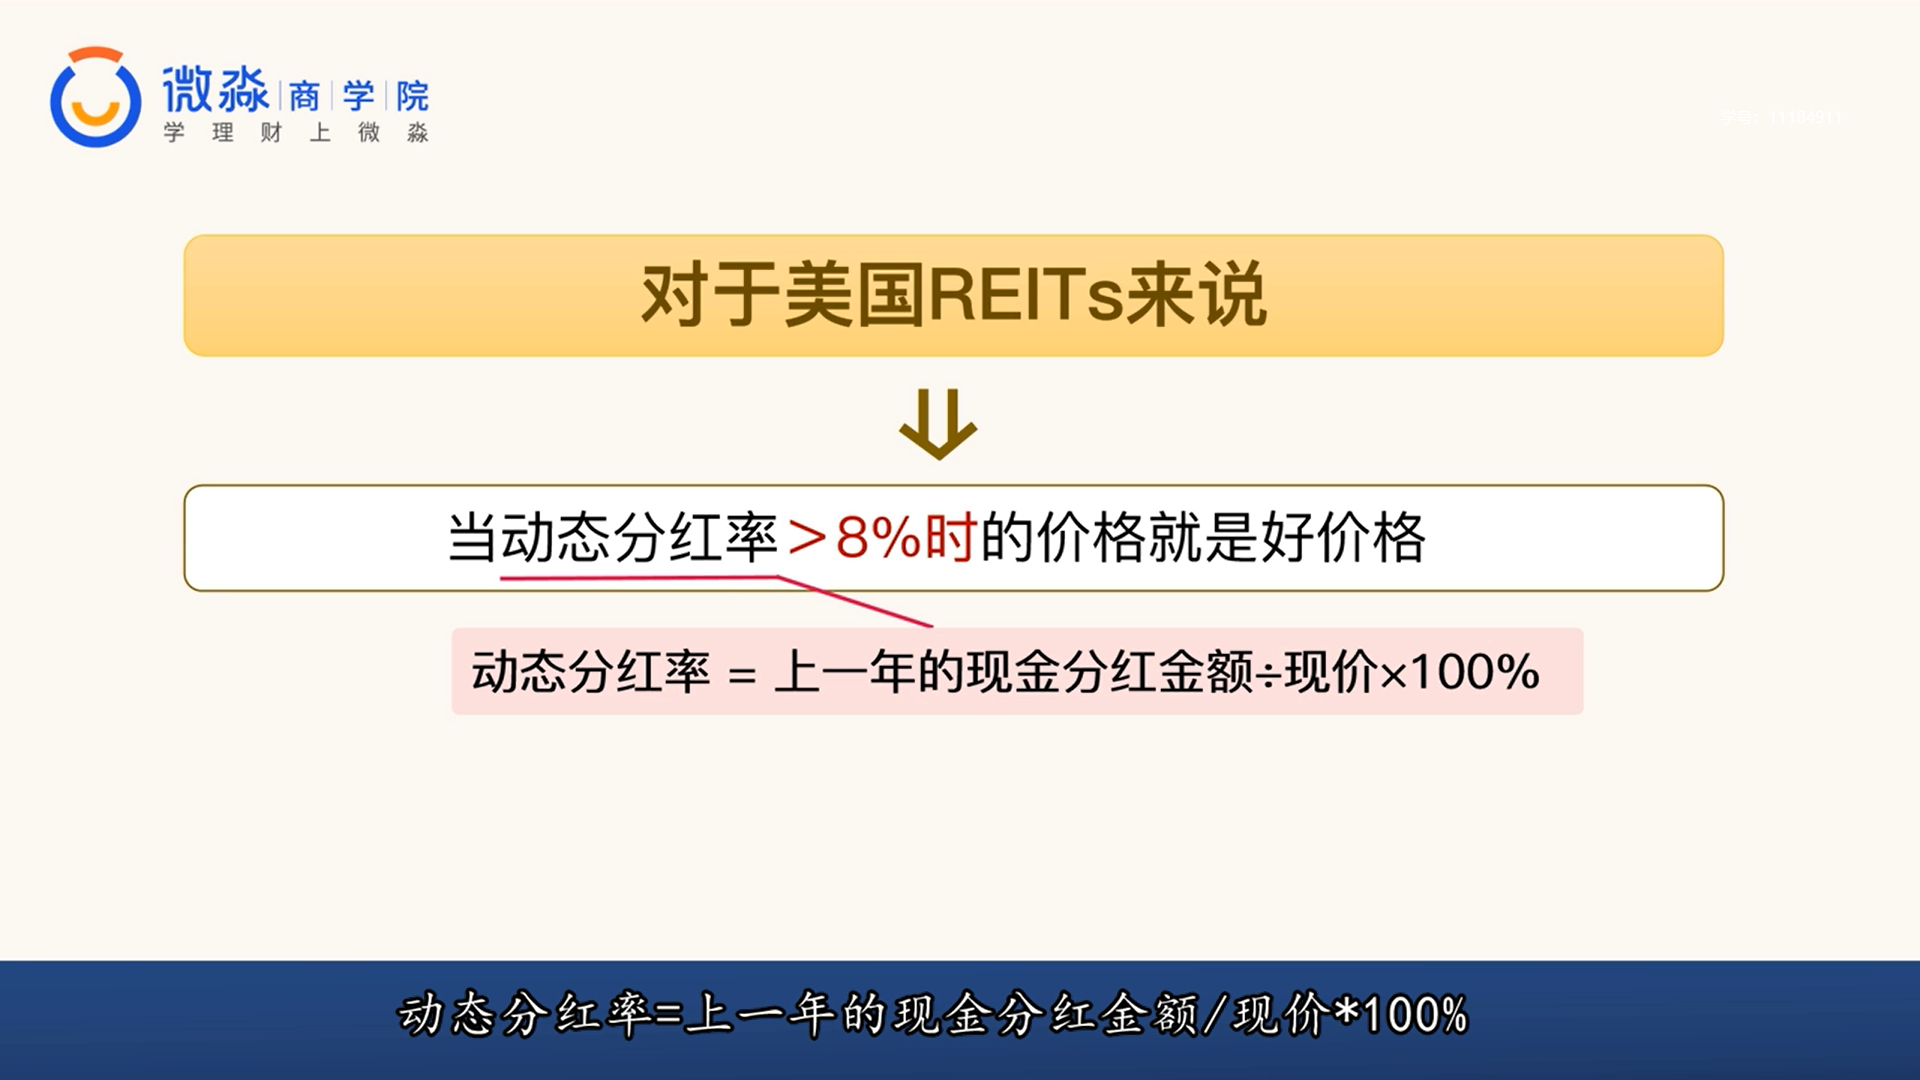 微淼|商|学|院
学理财上微淼
学号：11184911
对于美国REITs来说
当动态分红率＞8%时的价格就是好价格
动态分红率 = 上一年的现金分红金额÷现价×100%
动态分红率=上一年的现金分红金额/现价*100%